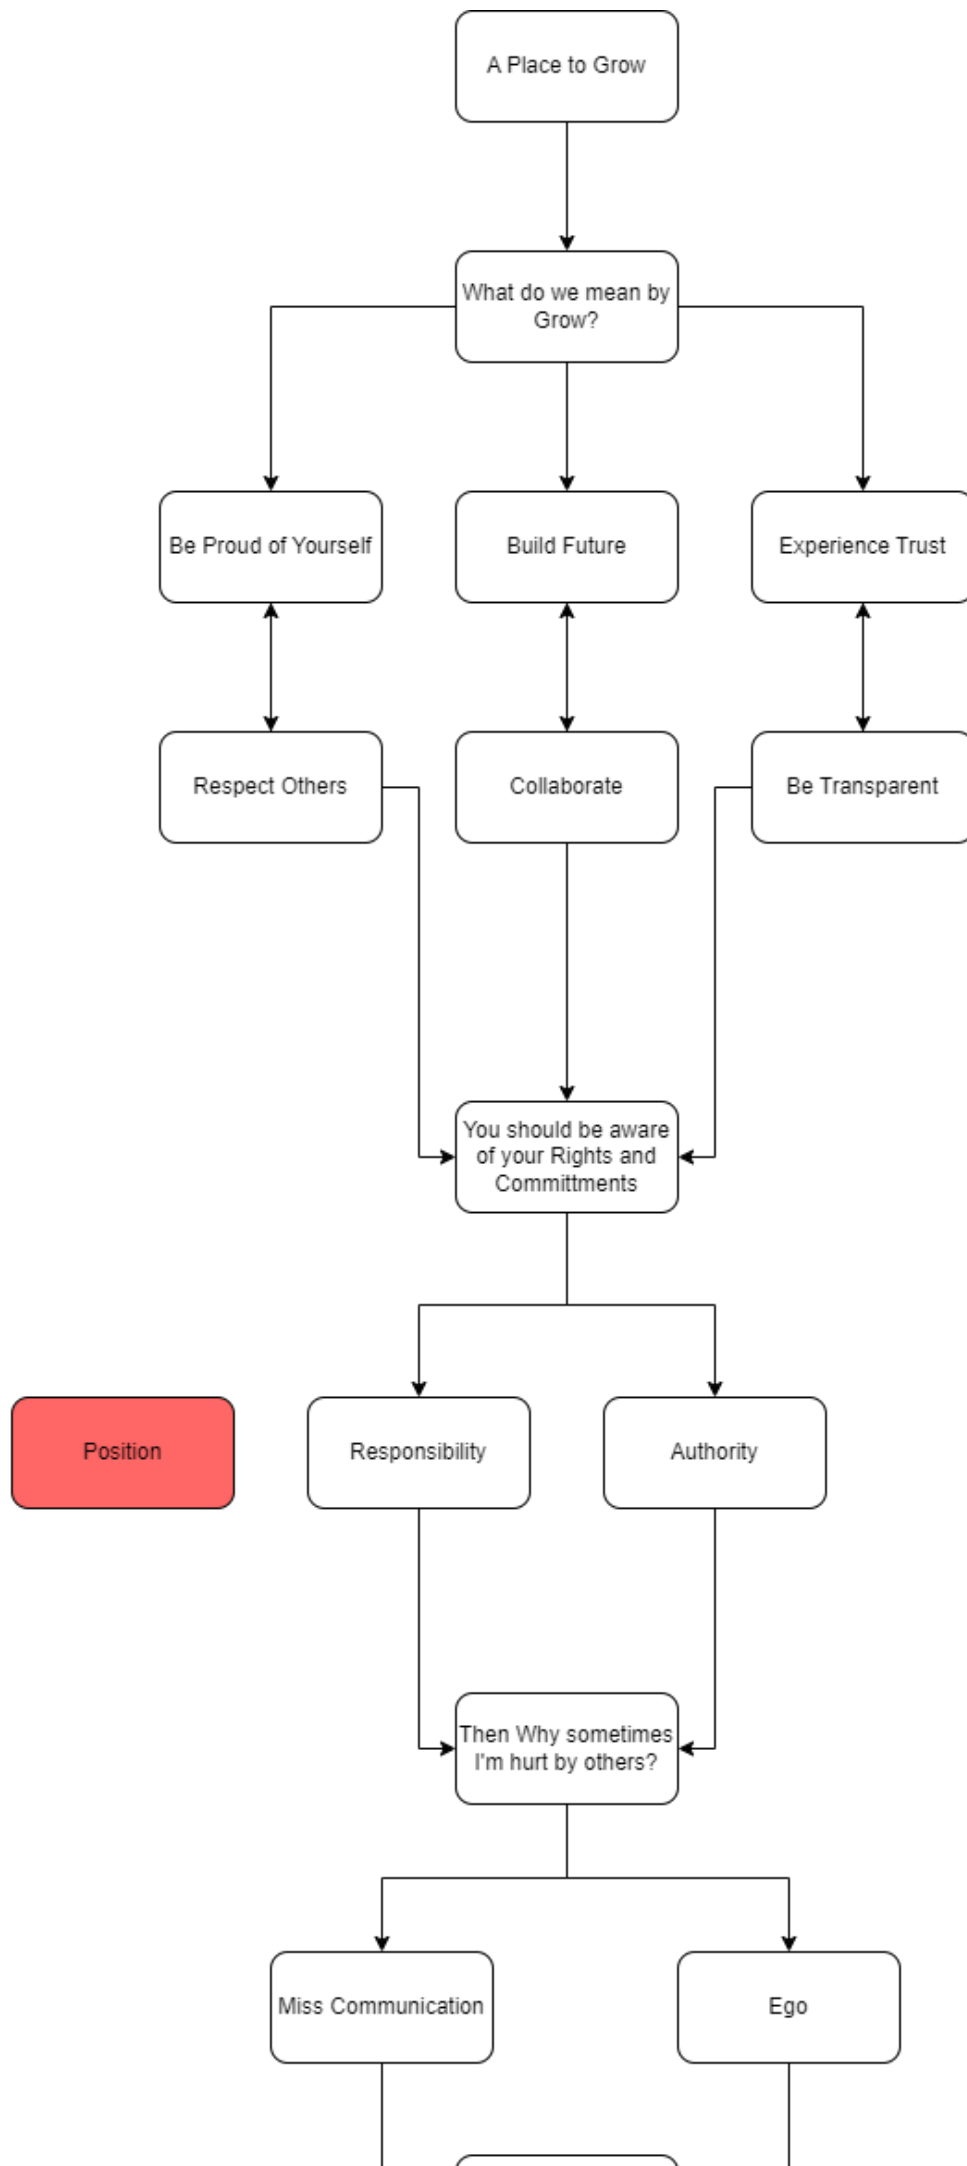 A Place to Grow
What do we mean by
Grow?
Be Proud of Yourself
Build Future
Experience Trust
Respect Others
Collaborate
Be Transparent
You should be aware
of your Rights and
Committments
Position
Responsibility
Authority
Then Why sometimes
I'm hurt by others?
Miss Communication
Ego